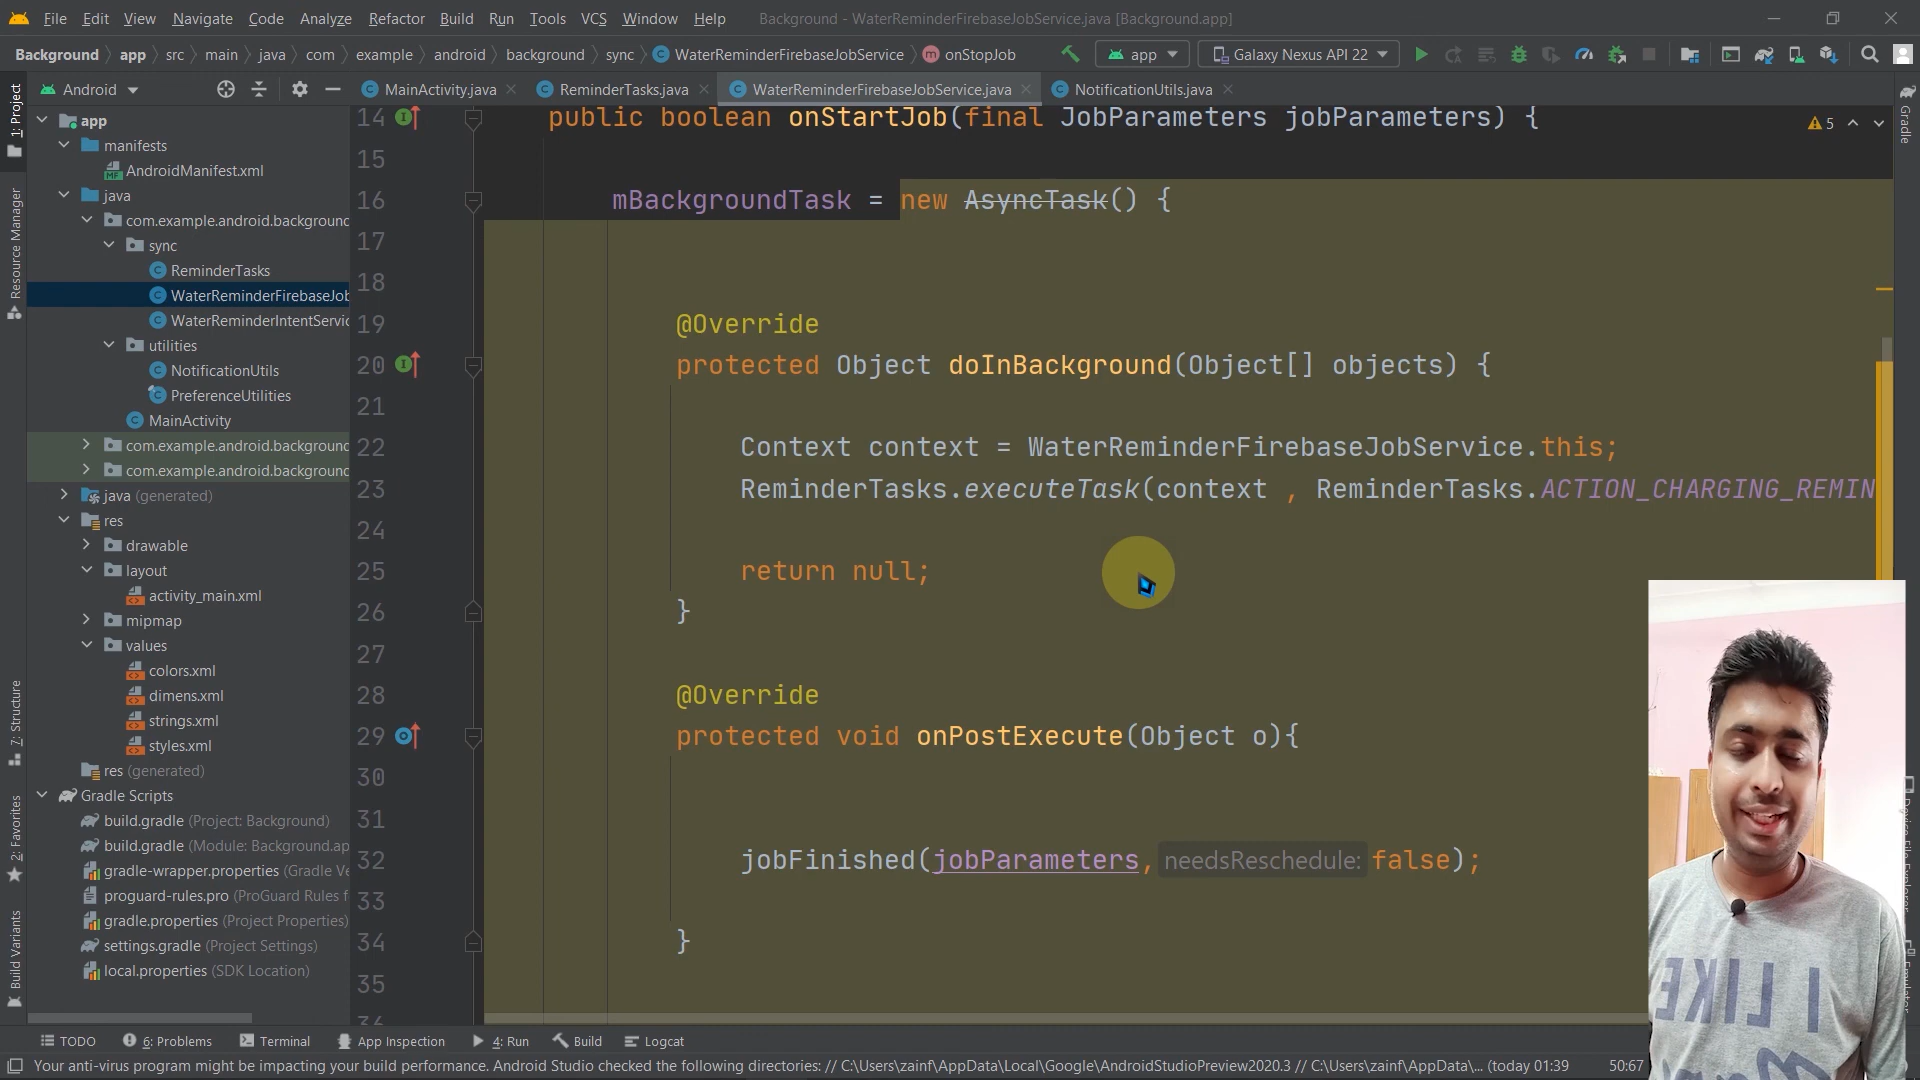 File Edit View Navigate Code Analyze Refactor Build Run Tools VCS Window Help Background - WaterReminderFirebaseJobService.java [Background.app]
Background app src main java com example android background sync WaterReminderFirebaseJobService onStopJob app Galaxy Nexus API 22
Android MainActivity.java ReminderTasks.java WaterReminderFirebaseJobService.java NotificationUtils.java
1: Project
Resource Manager
7: Structure
2: Favorites
Build Variants
app
manifests
AndroidManifest.xml
java
com.example.android.background
sync
ReminderTasks
WaterReminderFirebaseJob
WaterReminderIntentServic
utilities
NotificationUtils
PreferenceUtilities
MainActivity
com.example.android.background
com.example.android.background
java (generated)
res
drawable
layout
activity_main.xml
mipmap
values
colors.xml
dimens.xml
strings.xml
styles.xml
res (generated)
Gradle Scripts
build.gradle (Project: Background)
build.gradle (Module: Background.ap
gradle-wrapper.properties (Gradle Ve
proguard-rules.pro (ProGuard Rules f
gradle.properties (Project Properties)
settings.gradle (Project Settings)
local.properties (SDK Location)
14 public boolean onStartJob(final JobParameters jobParameters) {
15
16 mBackgroundTask = new AsyncTask() {
17
18
19 @Override
20 protected Object doInBackground(Object[] objects) {
21
22 Context context = WaterReminderFirebaseJobService.this;
23 ReminderTasks.executeTask(context , ReminderTasks.ACTION_CHARGING_REMIN
24
25 return null;
26 }
27
28 @Override
29 protected void onPostExecute(Object o){
30
31
32 jobFinished(jobParameters, needsReschedule: false);
33
34 }
35
36
5
Gradle
I LIKE
TODO 6: Problems Terminal App Inspection 4: Run Build Logcat
Your anti-virus program might be impacting your build performance. Android Studio checked the following directories: // C:\Users\zainf\AppData\Local\Google\AndroidStudioPreview2020.3 // C:\Users\zainf\AppData\... (today 01:39 50:67